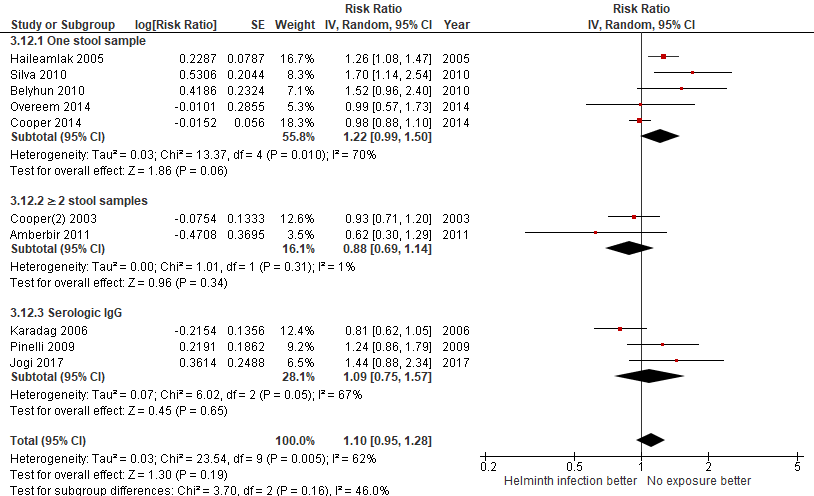 Risk Ratio Risk Ratio
Study or Subgroup log[Risk Ratio] SE Weight IV, Random, 95% CI Year IV, Random, 95% CI
3.12.1 One stool sample
Haileamlak 2005 0.2287 0.0787 16.7% 1.26 [1.08, 1.47] 2005
Silva 2010 0.5306 0.2044 8.3% 1.70 [1.14, 2.54] 2010
Belyhun 2010 0.4186 0.2324 7.1% 1.52 [0.96, 2.40] 2010
Overeem 2014 -0.0101 0.2855 5.3% 0.99 [0.57, 1.73] 2014
Cooper 2014 -0.0152 0.056 18.3% 0.98 [0.88, 1.10] 2014
Subtotal (95% CI) 55.8% 1.22 [0.99, 1.50]
Heterogeneity: Tau² = 0.03; Chi² = 13.37, df = 4 (P = 0.010); I² = 70%
Test for overall effect: Z = 1.86 (P = 0.06)
3.12.2 ≥ 2 stool samples
Cooper(2) 2003 -0.0754 0.1333 12.6% 0.93 [0.71, 1.20] 2003
Amberbir 2011 -0.4708 0.3695 3.5% 0.62 [0.30, 1.29] 2011
Subtotal (95% CI) 16.1% 0.88 [0.69, 1.14]
Heterogeneity: Tau² = 0.00; Chi² = 1.01, df = 1 (P = 0.31); I² = 1%
Test for overall effect: Z = 0.96 (P = 0.34)
3.12.3 Serologic IgG
Karadag 2006 -0.2154 0.1356 12.4% 0.81 [0.62, 1.05] 2006
Pinelli 2009 0.2191 0.1862 9.2% 1.24 [0.86, 1.79] 2009
Jogi 2017 0.3614 0.2488 6.5% 1.44 [0.88, 2.34] 2017
Subtotal (95% CI) 28.1% 1.09 [0.75, 1.57]
Heterogeneity: Tau² = 0.07; Chi² = 6.02, df = 2 (P = 0.05); I² = 67%
Test for overall effect: Z = 0.45 (P = 0.65)
Total (95% CI) 100.0% 1.10 [0.95, 1.28]
Heterogeneity: Tau² = 0.03; Chi² = 23.54, df = 9 (P = 0.005); I² = 62%
Test for overall effect: Z = 1.30 (P = 0.19)
Test for subgroup differences: Chi² = 3.70, df = 2 (P = 0.16), I² = 46.0%
0.2 0.5 1 2 5
Helminth infection better No exposure better